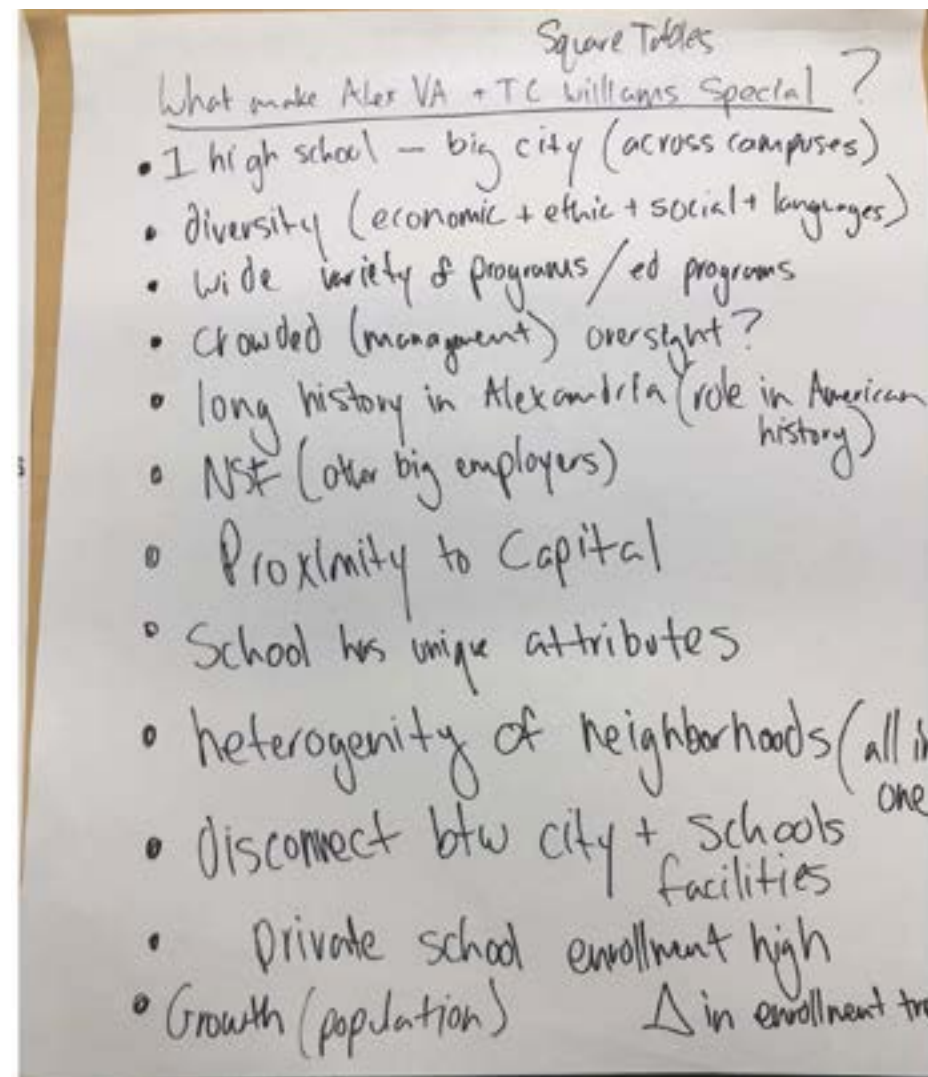 Square Tables
What make Alex VA + TC Williams Special ?
• 1 high school - big city (across campuses)
• diversity (economic + ethic + social + languages)
• Wide variety of programs / ed programs
• Crowded (managment) oversight?
• long history in Alexandria (role in American
history)
• NSF (other big employers)
• Proximity to Capital
• School has unique attributes
• heterogenity of neighborhoods (all in
one
• disconnect btw city + schools
facilities
• private school enrollment high
• Growth (population) Δ in enrollment